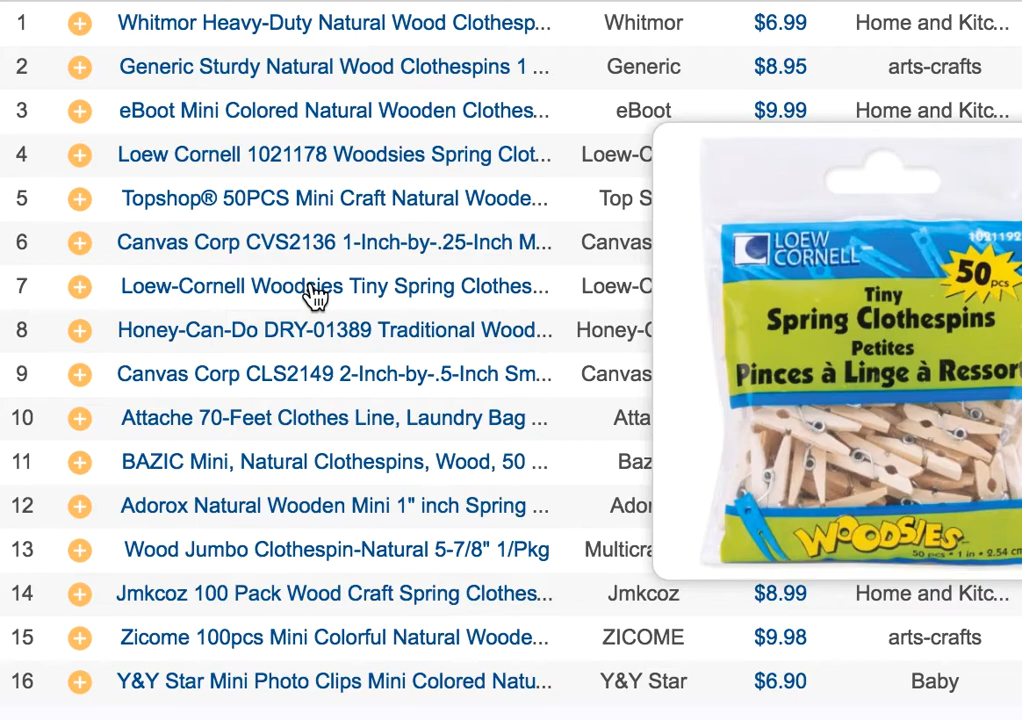 1 Whitmor Heavy-Duty Natural Wood Clothesp... Whitmor $6.99 Home and Kitc...
2 Generic Sturdy Natural Wood Clothespins 1 ... Generic $8.95 arts-crafts
3 eBoot Mini Colored Natural Wooden Clothes... eBoot $9.99 Home and Kitc...
4 Loew Cornell 1021178 Woodsies Spring Clot... Loew-C
5 Topshop® 50PCS Mini Craft Natural Woode... Top S
6 Canvas Corp CVS2136 1-Inch-by-.25-Inch M... Canvas
7 Loew-Cornell Woodsies Tiny Spring Clothes... Loew-C
8 Honey-Can-Do DRY-01389 Traditional Wood... Honey-C
9 Canvas Corp CLS2149 2-Inch-by-.5-Inch Sm... Canvas
10 Attache 70-Feet Clothes Line, Laundry Bag ... Atta
11 BAZIC Mini, Natural Clothespins, Wood, 50 ... Baz
12 Adorox Natural Wooden Mini 1" inch Spring ... Ador
13 Wood Jumbo Clothespin-Natural 5-7/8" 1/Pkg Multicra
14 Jmkcoz 100 Pack Wood Craft Spring Clothes... Jmkcoz $8.99 Home and Kitc...
15 Zicome 100pcs Mini Colorful Natural Woode... ZICOME $9.98 arts-crafts
16 Y&Y Star Mini Photo Clips Mini Colored Natu... Y&Y Star $6.90 Baby
LOEW
CORNELL
1021192
50 pcs
Tiny
Spring Clothespins
Petites
Pinces à Linge à Ressort
WOODSIES
50 pcs • 1 in • 2.54 cm